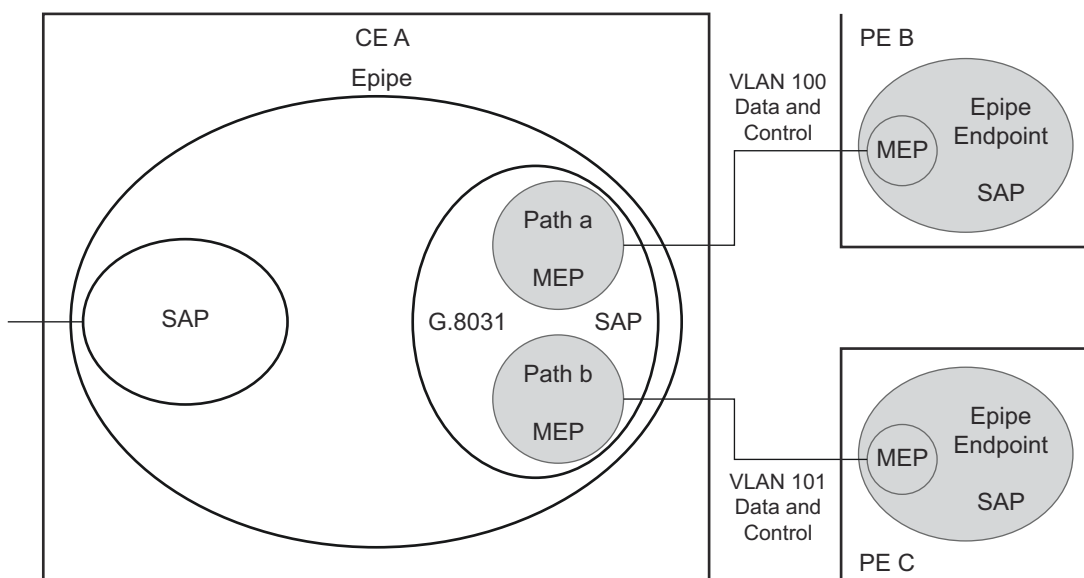 CE A
Epipe
SAP
G.8031
SAP
Path a
MEP
Path b
MEP
VLAN 100
Data and
Control
VLAN 101
Data and
Control
PE B
Epipe
Endpoint
MEP
SAP
Epipe
Endpoint
MEP
SAP
PE C